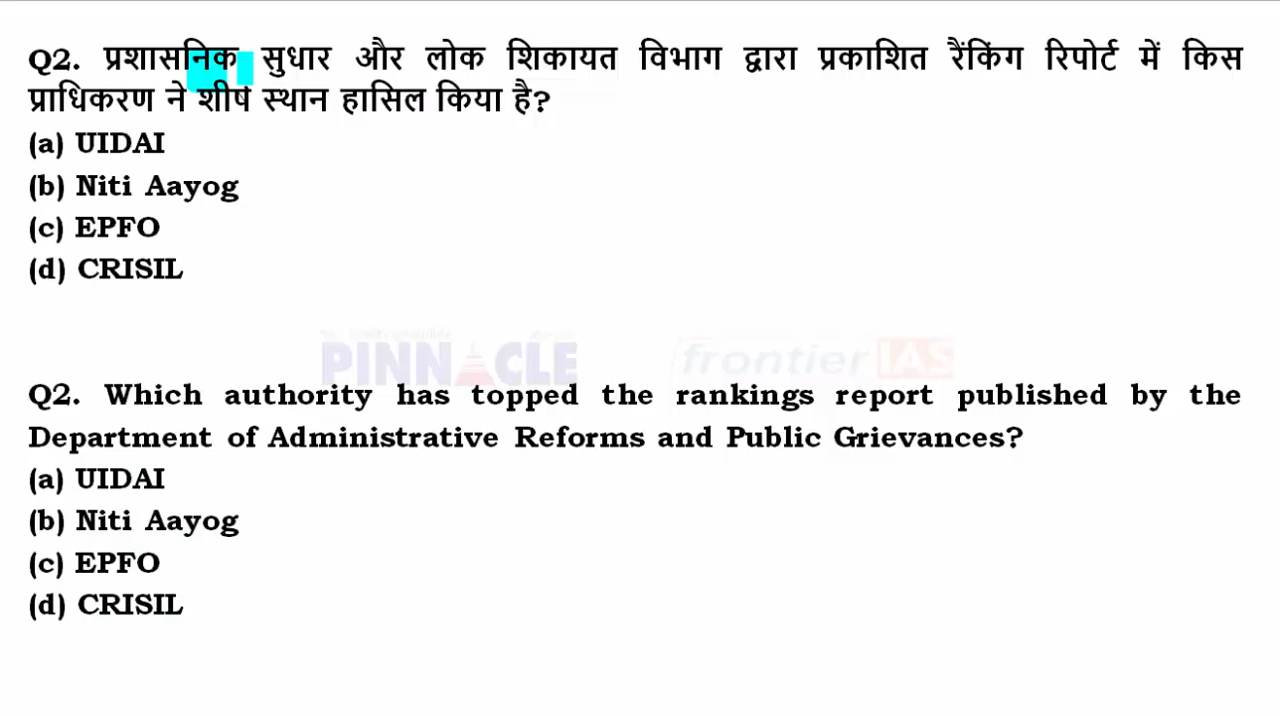 Q2. प्रशासनिक सुधार और लोक शिकायत विभाग द्वारा प्रकाशित रैंकिंग रिपोर्ट में किस
प्राधिकरण ने शीर्ष स्थान हासिल किया है?
(a) UIDAI
(b) Niti Aayog
(c) EPFO
(d) CRISIL
PINNACLE frontier IAS
Q2. Which authority has topped the rankings report published by the
Department of Administrative Reforms and Public Grievances?
(a) UIDAI
(b) Niti Aayog
(c) EPFO
(d) CRISIL